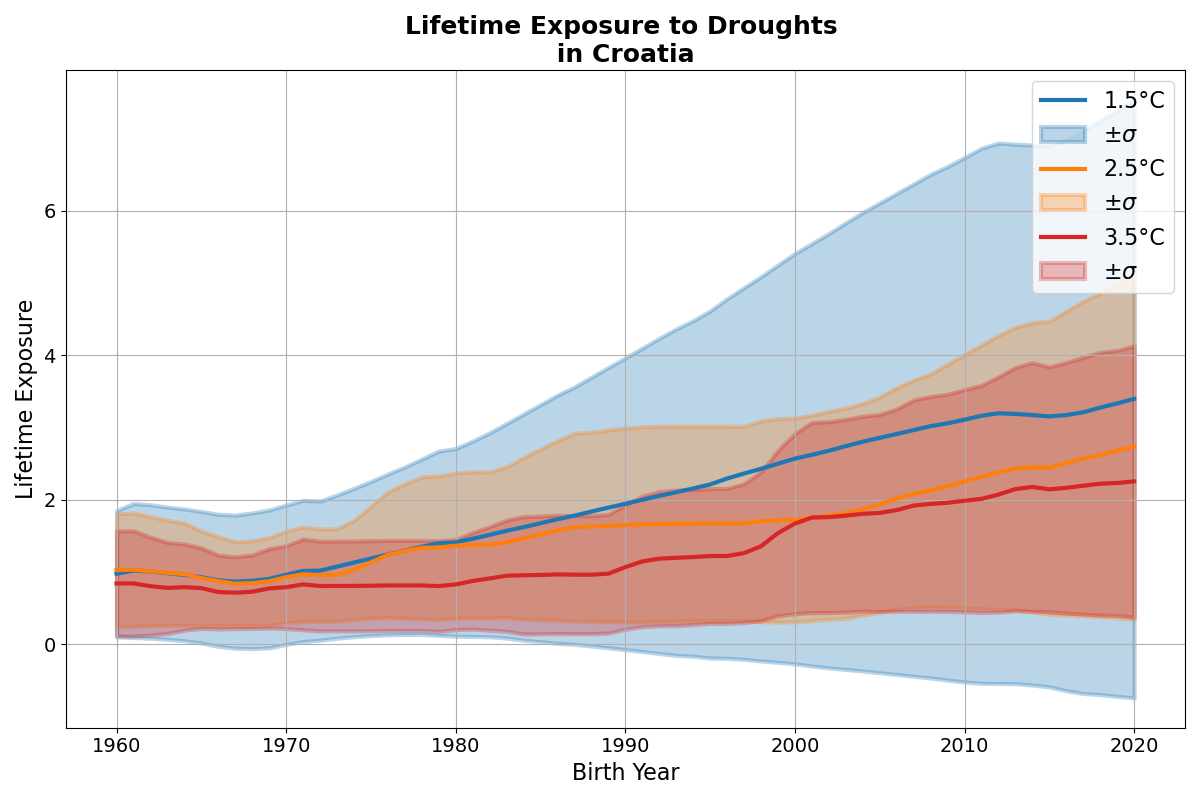 Lifetime Exposure to Droughts
in Croatia
1.5°C
±σ
2.5°C
±σ
3.5°C
±σ
Lifetime Exposure
6
4
2
0
1960 1970 1980 1990 2000 2010 2020
Birth Year